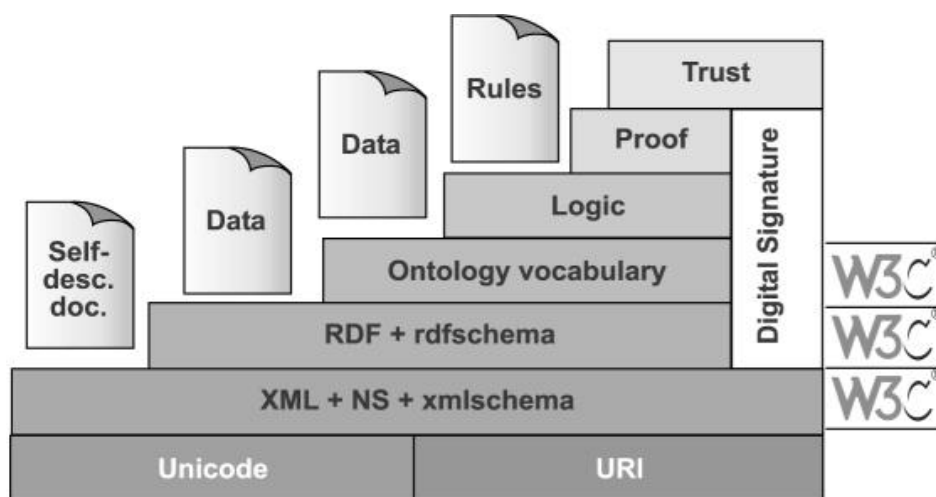 Trust
Rules
Proof
Data
Logic
Data
Digital Signature
Self-
desc.
doc.
Ontology vocabulary
W3C®
RDF + rdfschema
W3C®
XML + NS + xmlschema
W3C®
Unicode
URI